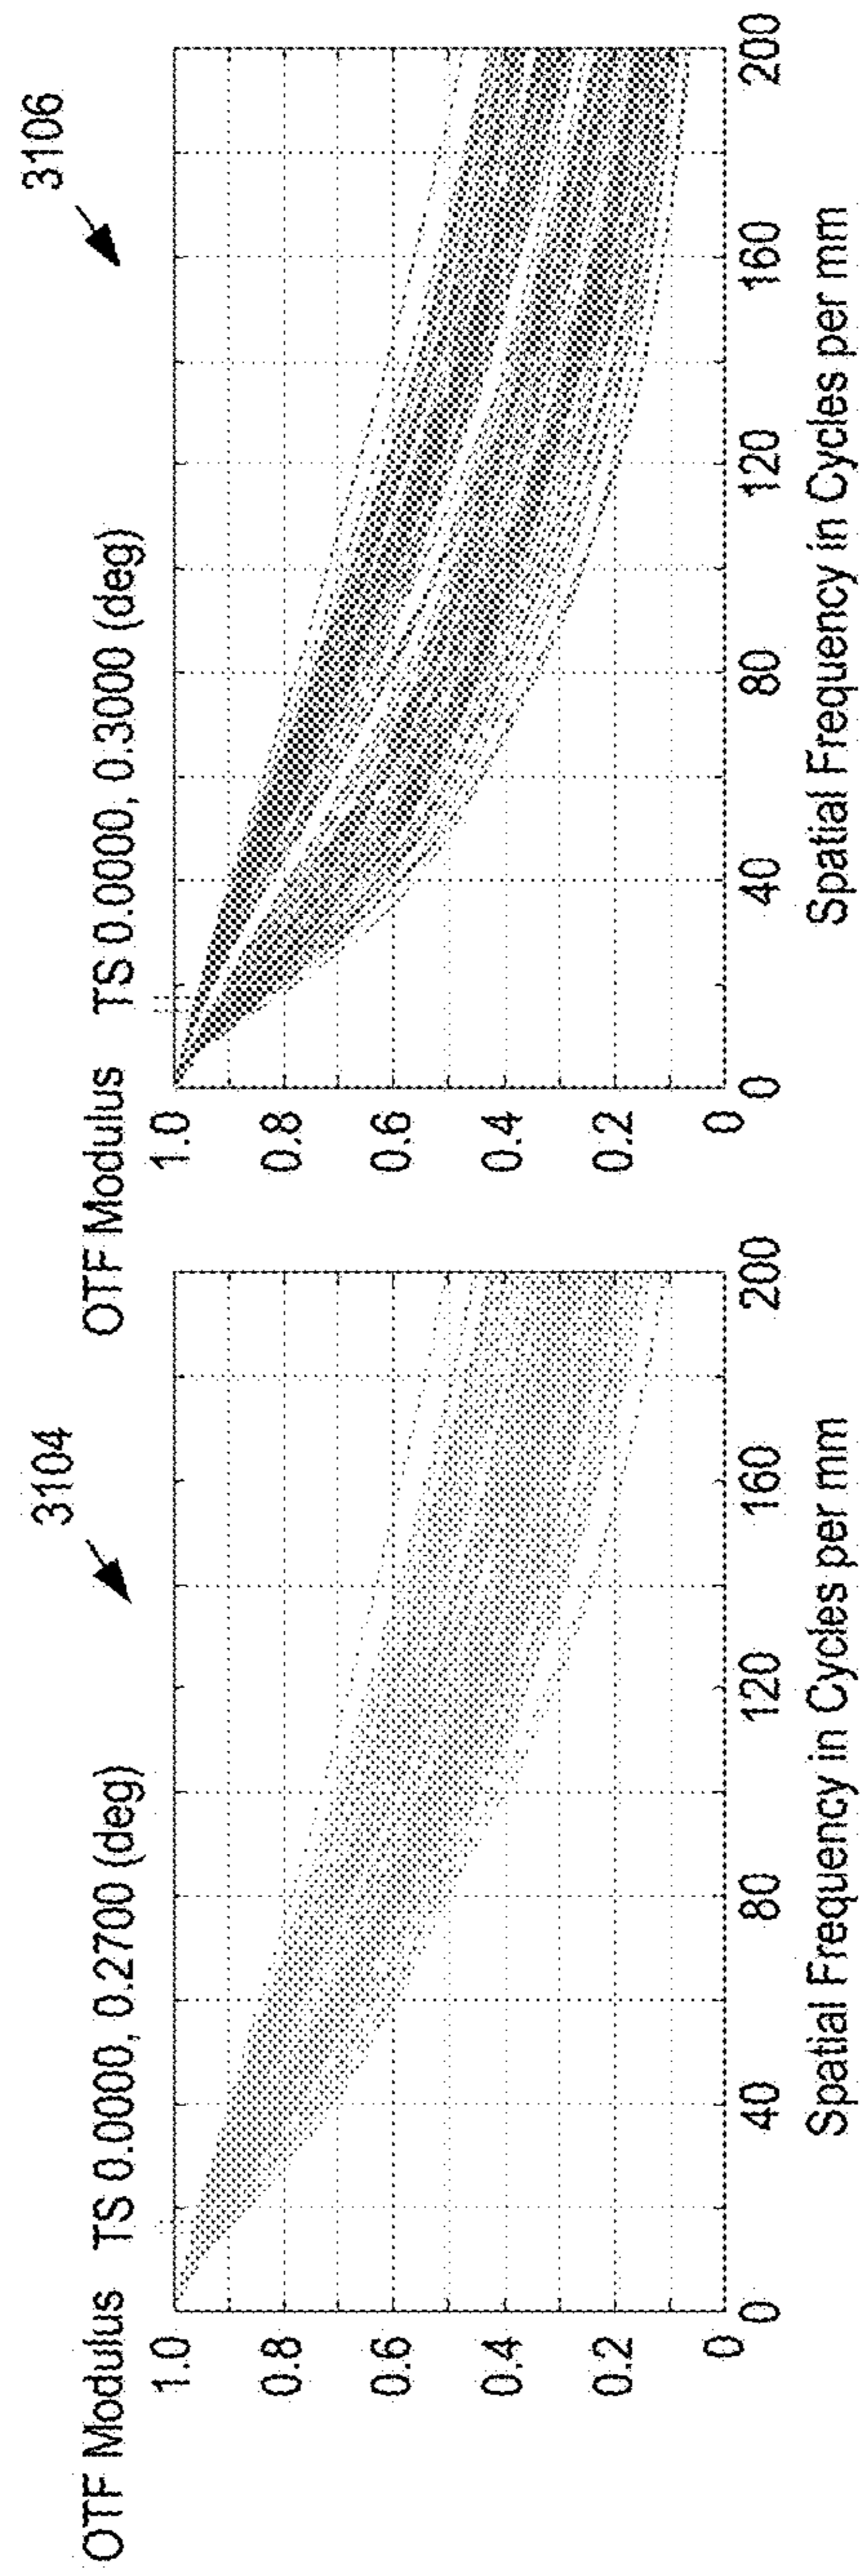 3104
OTF Modulus TS 0.0000, 0.2700 (deg)
1.0
0.8
0.6
0.4
0.2
0
0 40 80 120 160 200
Spatial Frequency in Cycles per mm
3106
OTF Modulus TS 0.0000, 0.3000 (deg)
1.0
0.8
0.6
0.4
0.2
0
0 40 80 120 160 200
Spatial Frequency in Cycles per mm